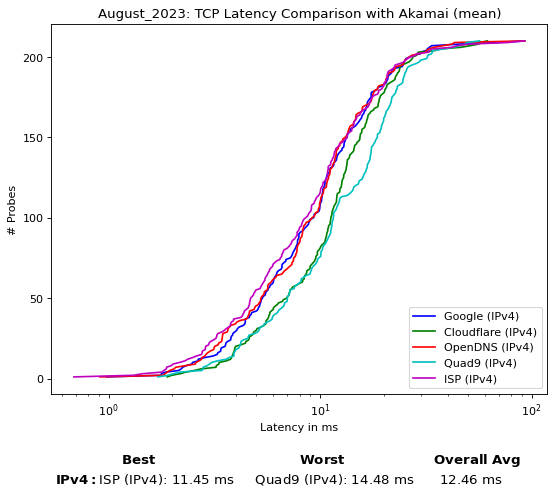 August_2023: TCP Latency Comparison with Akamai (mean)
200
150
100
50
0
# Probes
10⁰
10¹
10²
Latency in ms
Google (IPv4)
Cloudflare (IPv4)
OpenDNS (IPv4)
Quad9 (IPv4)
ISP (IPv4)
Best Worst Overall Avg
IPv4: ISP (IPv4): 11.45 ms Quad9 (IPv4): 14.48 ms 12.46 ms